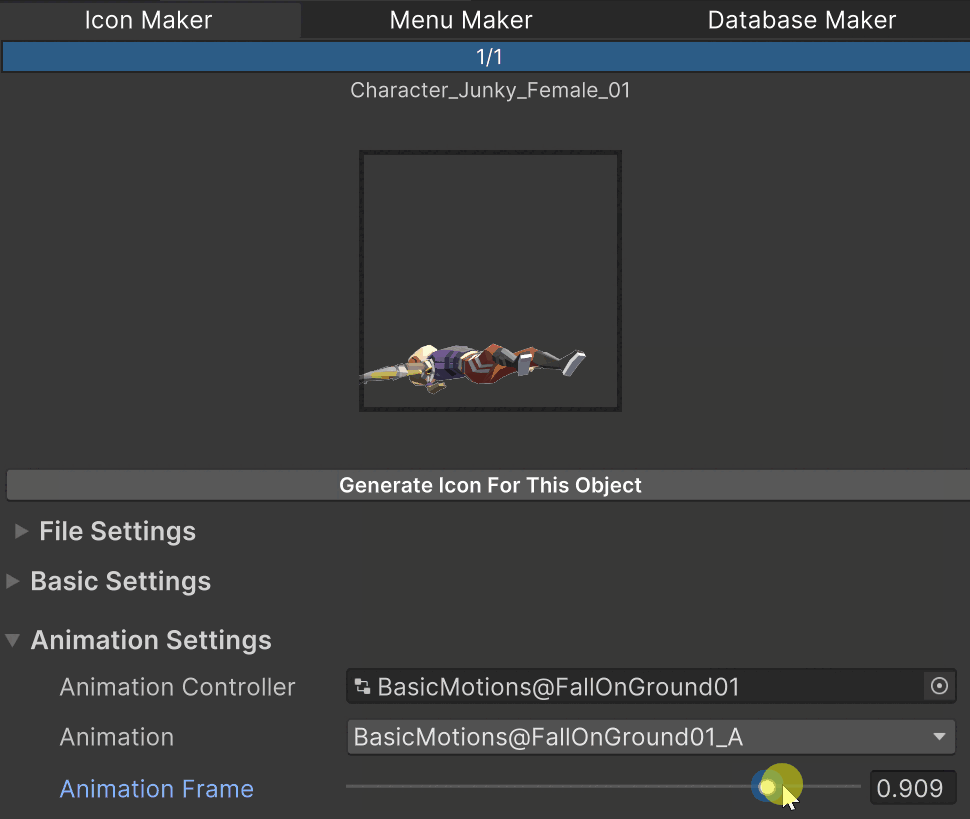 Icon Maker Menu Maker Database Maker
1/1
Character_Junky_Female_01
Generate Icon For This Object
File Settings
Basic Settings
Animation Settings
Animation Controller BasicMotions@FallOnGround01
Animation BasicMotions@FallOnGround01_A
Animation Frame 0.909